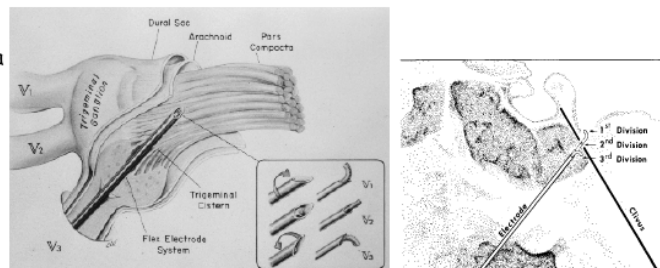 Dural Sac
Arachnoid
Pars
Compacta
V₁
Trigeminal
Ganglion
V₂
V₃
Trigeminal
Cistern
Flex Electrode
System
V₁
V₂
V₃
1st Division
2nd Division
3rd Division
Electrode
Clivus